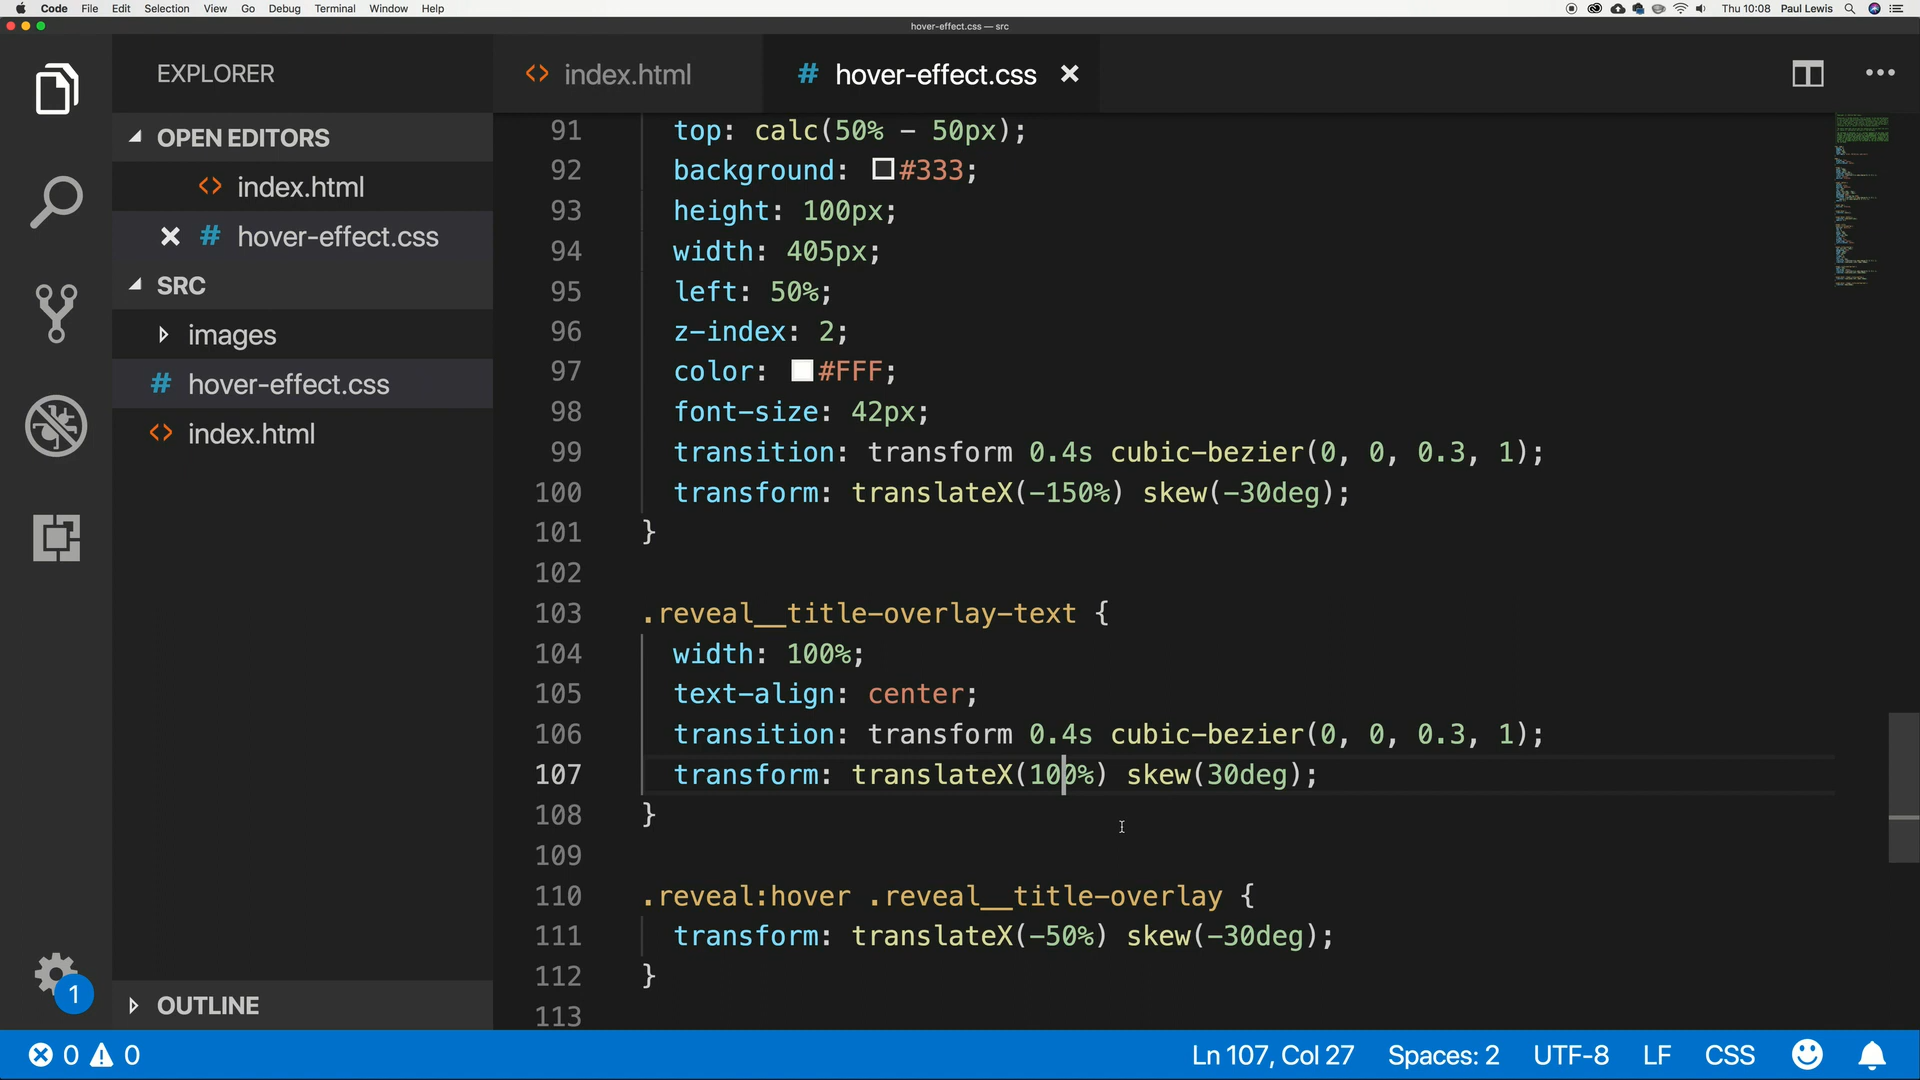 Code File Edit Selection View Go Debug Terminal Window Help
Thu 10:08 Paul Lewis
hover-effect.css — src
EXPLORER
index.html
# hover-effect.css ×
OPEN EDITORS
index.html
× # hover-effect.css
SRC
images
# hover-effect.css
index.html
91 top: calc(50% - 50px);
92 background: #333;
93 height: 100px;
94 width: 405px;
95 left: 50%;
96 z-index: 2;
97 color: #FFF;
98 font-size: 42px;
99 transition: transform 0.4s cubic-bezier(0, 0, 0.3, 1);
100 transform: translateX(-150%) skew(-30deg);
101 }
102
103 .reveal__title-overlay-text {
104 width: 100%;
105 text-align: center;
106 transition: transform 0.4s cubic-bezier(0, 0, 0.3, 1);
107 transform: translateX(100%) skew(30deg);
108 }
109
110 .reveal:hover .reveal__title-overlay {
111 transform: translateX(-50%) skew(-30deg);
112 }
113
1
OUTLINE
0 0
Ln 107, Col 27 Spaces: 2 UTF-8 LF CSS